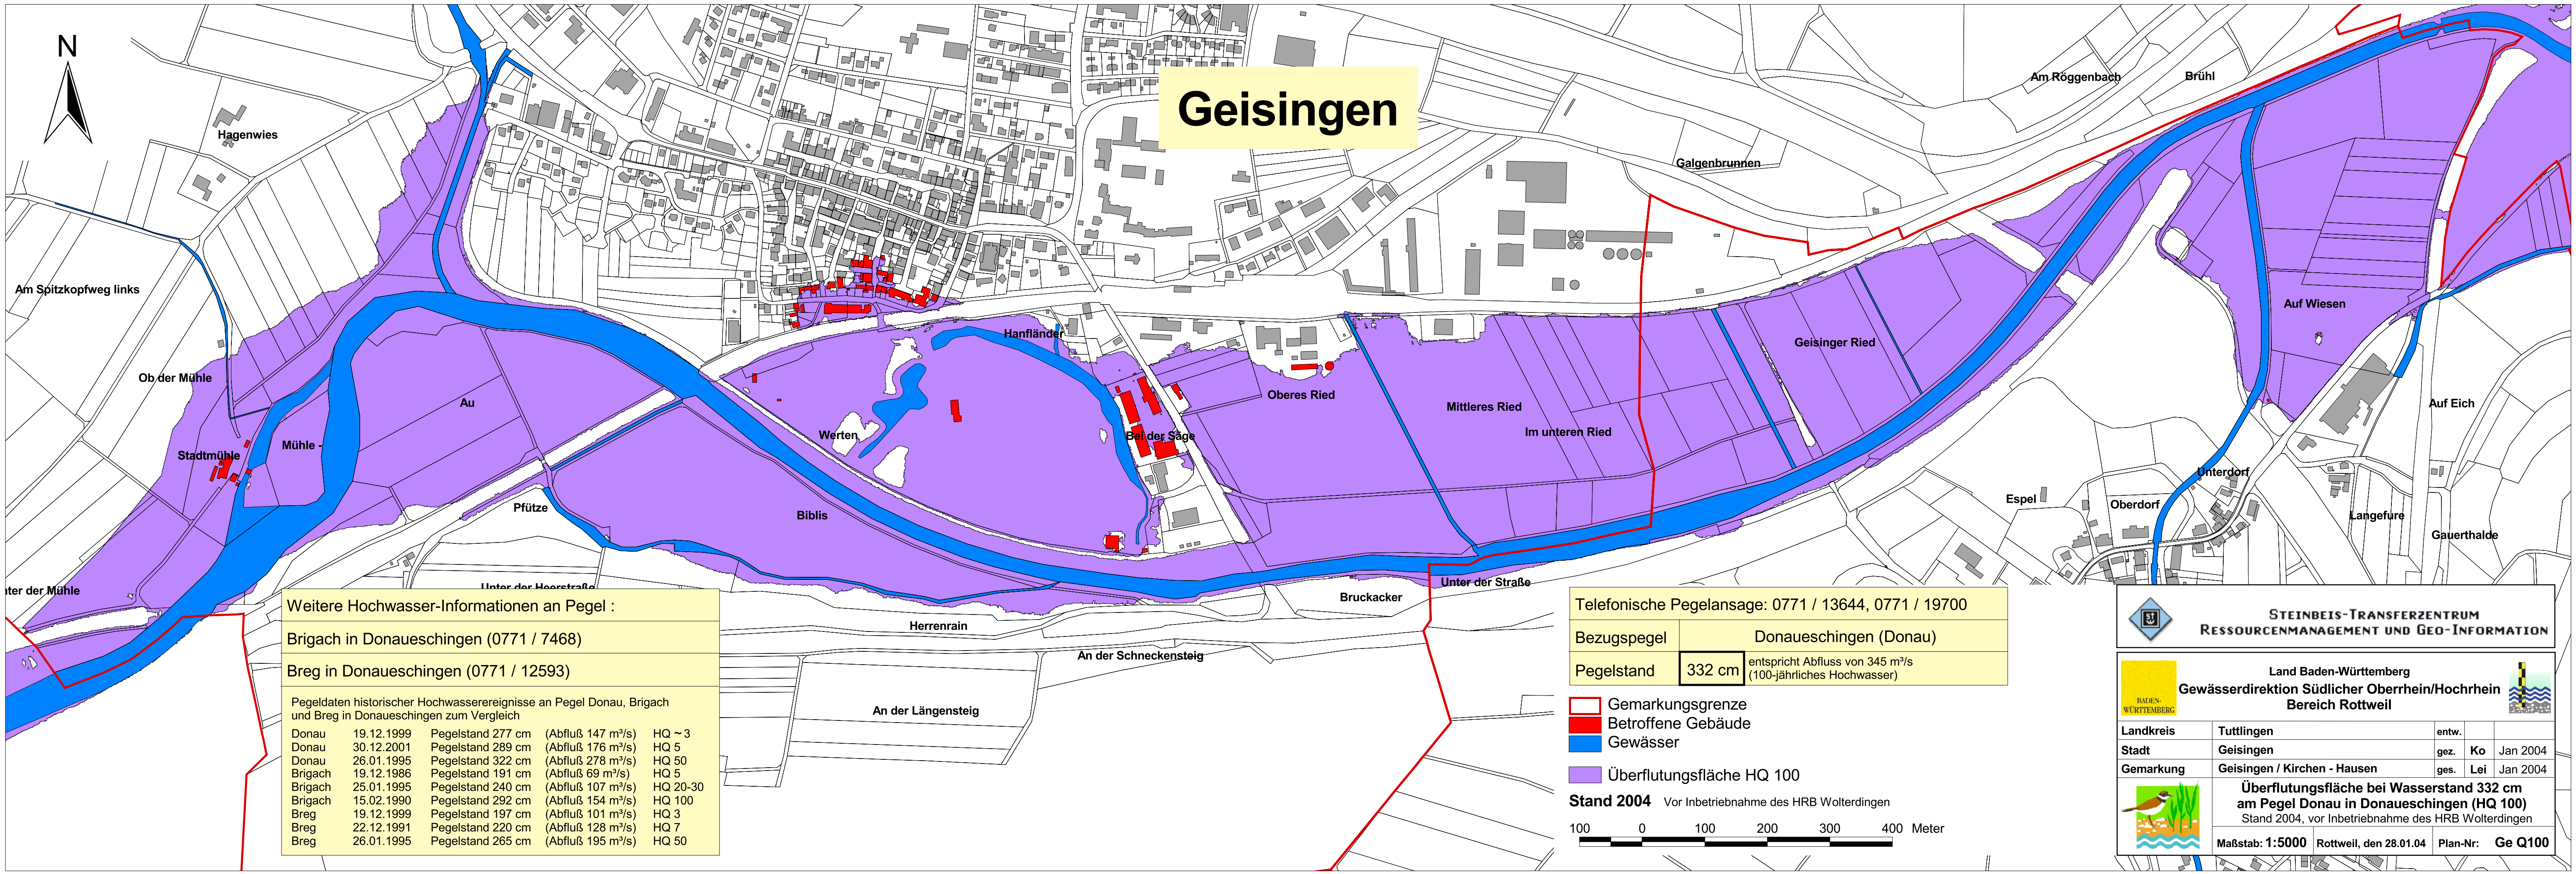 N
Geisingen
Hagenwies
Am Spitzkopfweg links
Ob der Mühle
Stadtmühle
Mühle -
Au
Pfütze
Biblis
Werten
Hanfländer
Bei der Säge
Oberes Ried
Mittleres Ried
Im unteren Ried
Geisinger Ried
Galgenbrunnen
Am Röggenbach
Brühl
Auf Wiesen
Auf Eich
Unterdorf
Oberdorf
Espel
Langefure
Gauerthalde
nter der Mühle
Unter der Heerstraße
Herrenrain
An der Schneckensteig
An der Längensteig
Bruckacker
Unter der Straße
Weitere Hochwasser-Informationen an Pegel :
Brigach in Donaueschingen (0771 / 7468)
Breg in Donaueschingen (0771 / 12593)
Pegeldaten historischer Hochwasserereignisse an Pegel Donau, Brigach
und Breg in Donaueschingen zum Vergleich
Donau 19.12.1999 Pegelstand 277 cm (Abfluß 147 m³/s) HQ ~ 3
Donau 30.12.2001 Pegelstand 289 cm (Abfluß 176 m³/s) HQ 5
Donau 26.01.1995 Pegelstand 322 cm (Abfluß 278 m³/s) HQ 50
Brigach 19.12.1986 Pegelstand 191 cm (Abfluß 69 m³/s) HQ 5
Brigach 25.01.1995 Pegelstand 240 cm (Abfluß 107 m³/s) HQ 20-30
Brigach 15.02.1990 Pegelstand 292 cm (Abfluß 154 m³/s) HQ 100
Breg 19.12.1999 Pegelstand 197 cm (Abfluß 101 m³/s) HQ 3
Breg 22.12.1991 Pegelstand 220 cm (Abfluß 128 m³/s) HQ 7
Breg 26.01.1995 Pegelstand 265 cm (Abfluß 195 m³/s) HQ 50
Telefonische Pegelansage: 0771 / 13644, 0771 / 19700
Bezugspegel Donaueschingen (Donau)
Pegelstand 332 cm entspricht Abfluss von 345 m³/s
(100-jährliches Hochwasser)
Gemarkungsgrenze
Betroffene Gebäude
Gewässer
Überflutungsfläche HQ 100
Stand 2004 Vor Inbetriebnahme des HRB Wolterdingen
100 0 100 200 300 400 Meter
STEINBEIS-TRANSFERZENTRUM
RESSOURCENMANAGEMENT UND GEO-INFORMATION
BADEN-
WÜRTTEMBERG
Land Baden-Württemberg
Gewässerdirektion Südlicher Oberrhein/Hochrhein
Bereich Rottweil
Landkreis Tuttlingen entw.
Stadt Geisingen gez. Ko Jan 2004
Gemarkung Geisingen / Kirchen - Hausen ges. Lei Jan 2004
Überflutungsfläche bei Wasserstand 332 cm
am Pegel Donau in Donaueschingen (HQ 100)
Stand 2004, vor Inbetriebnahme des HRB Wolterdingen
Maßstab: 1:5000 Rottweil, den 28.01.04 Plan-Nr: Ge Q100